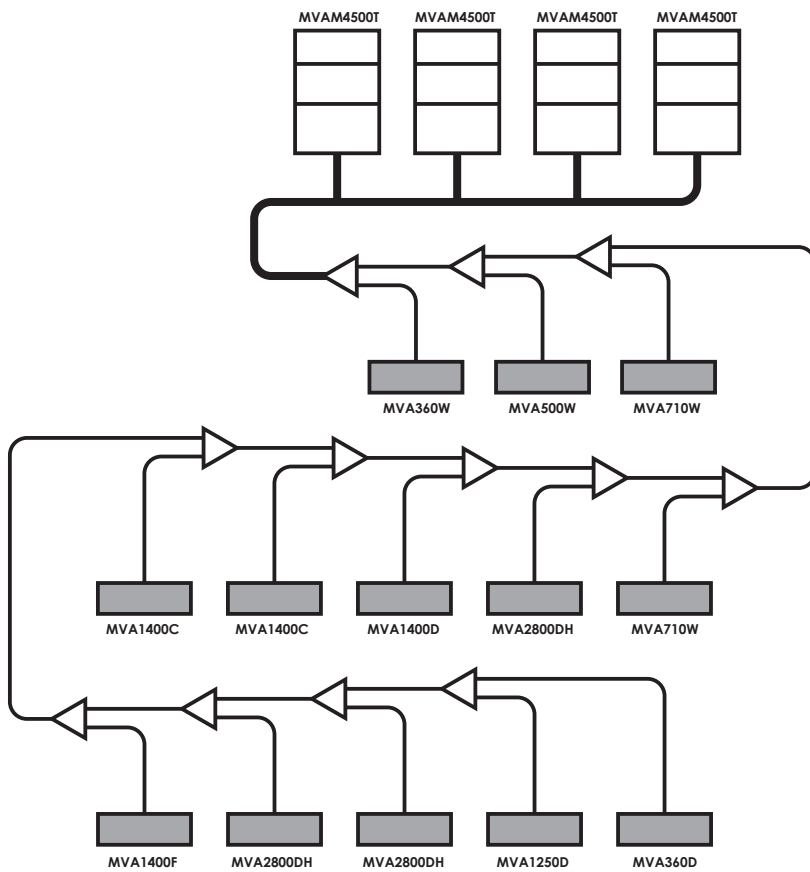 MVAM4500T MVAM4500T MVAM4500T MVAM4500T
MVA360W MVA500W MVA710W
MVA1400C MVA1400C MVA1400D MVA2800DH MVA710W
MVA1400F MVA2800DH MVA2800DH MVA1250D MVA360D